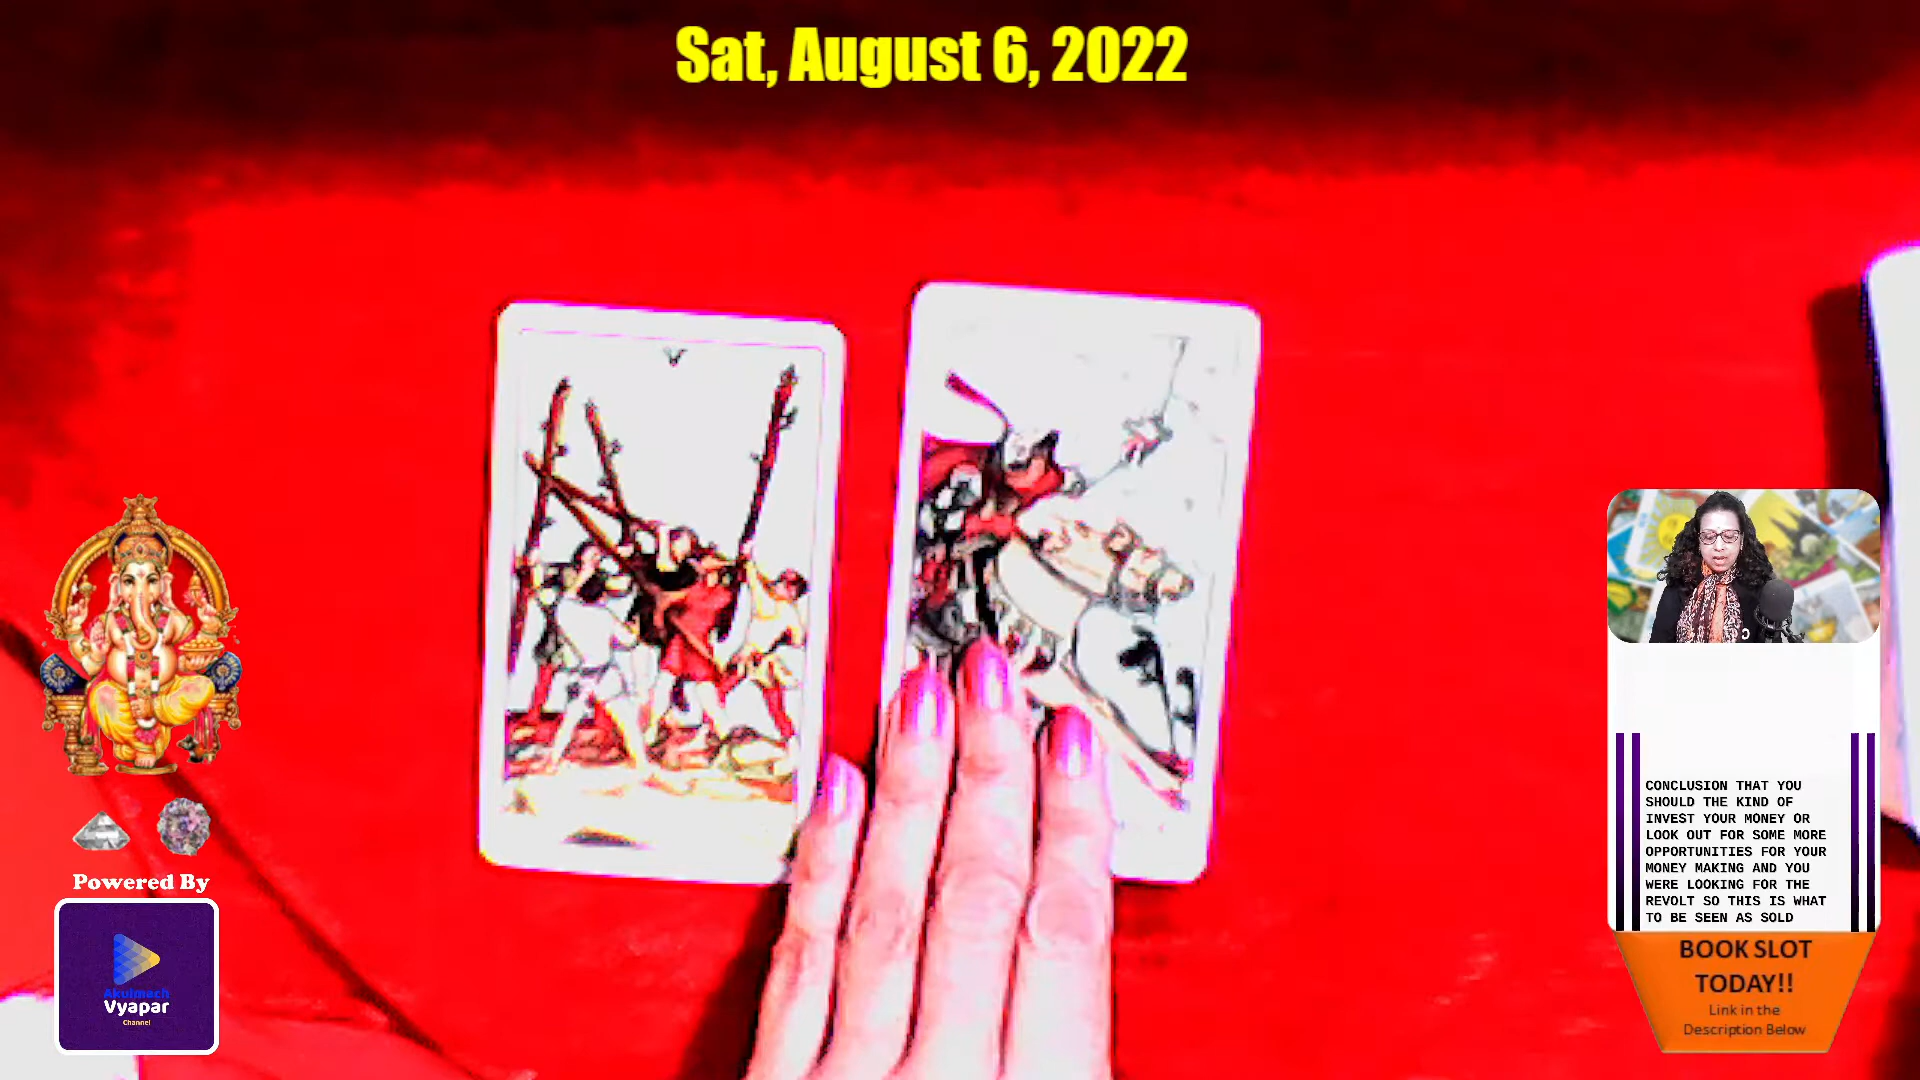 Sat, August 6, 2022
V
CONCLUSION THAT YOU
SHOULD THE KIND OF
INVEST YOUR MONEY OR
LOOK OUT FOR SOME MORE
OPPORTUNITIES FOR YOUR
MONEY MAKING AND YOU
WERE LOOKING FOR THE
REVOLT SO THIS IS WHAT
TO BE SEEN AS SOLD
BOOK SLOT
TODAY!!
Link in the
Description Below
Powered By
Akulmach
Vyapar
Channel